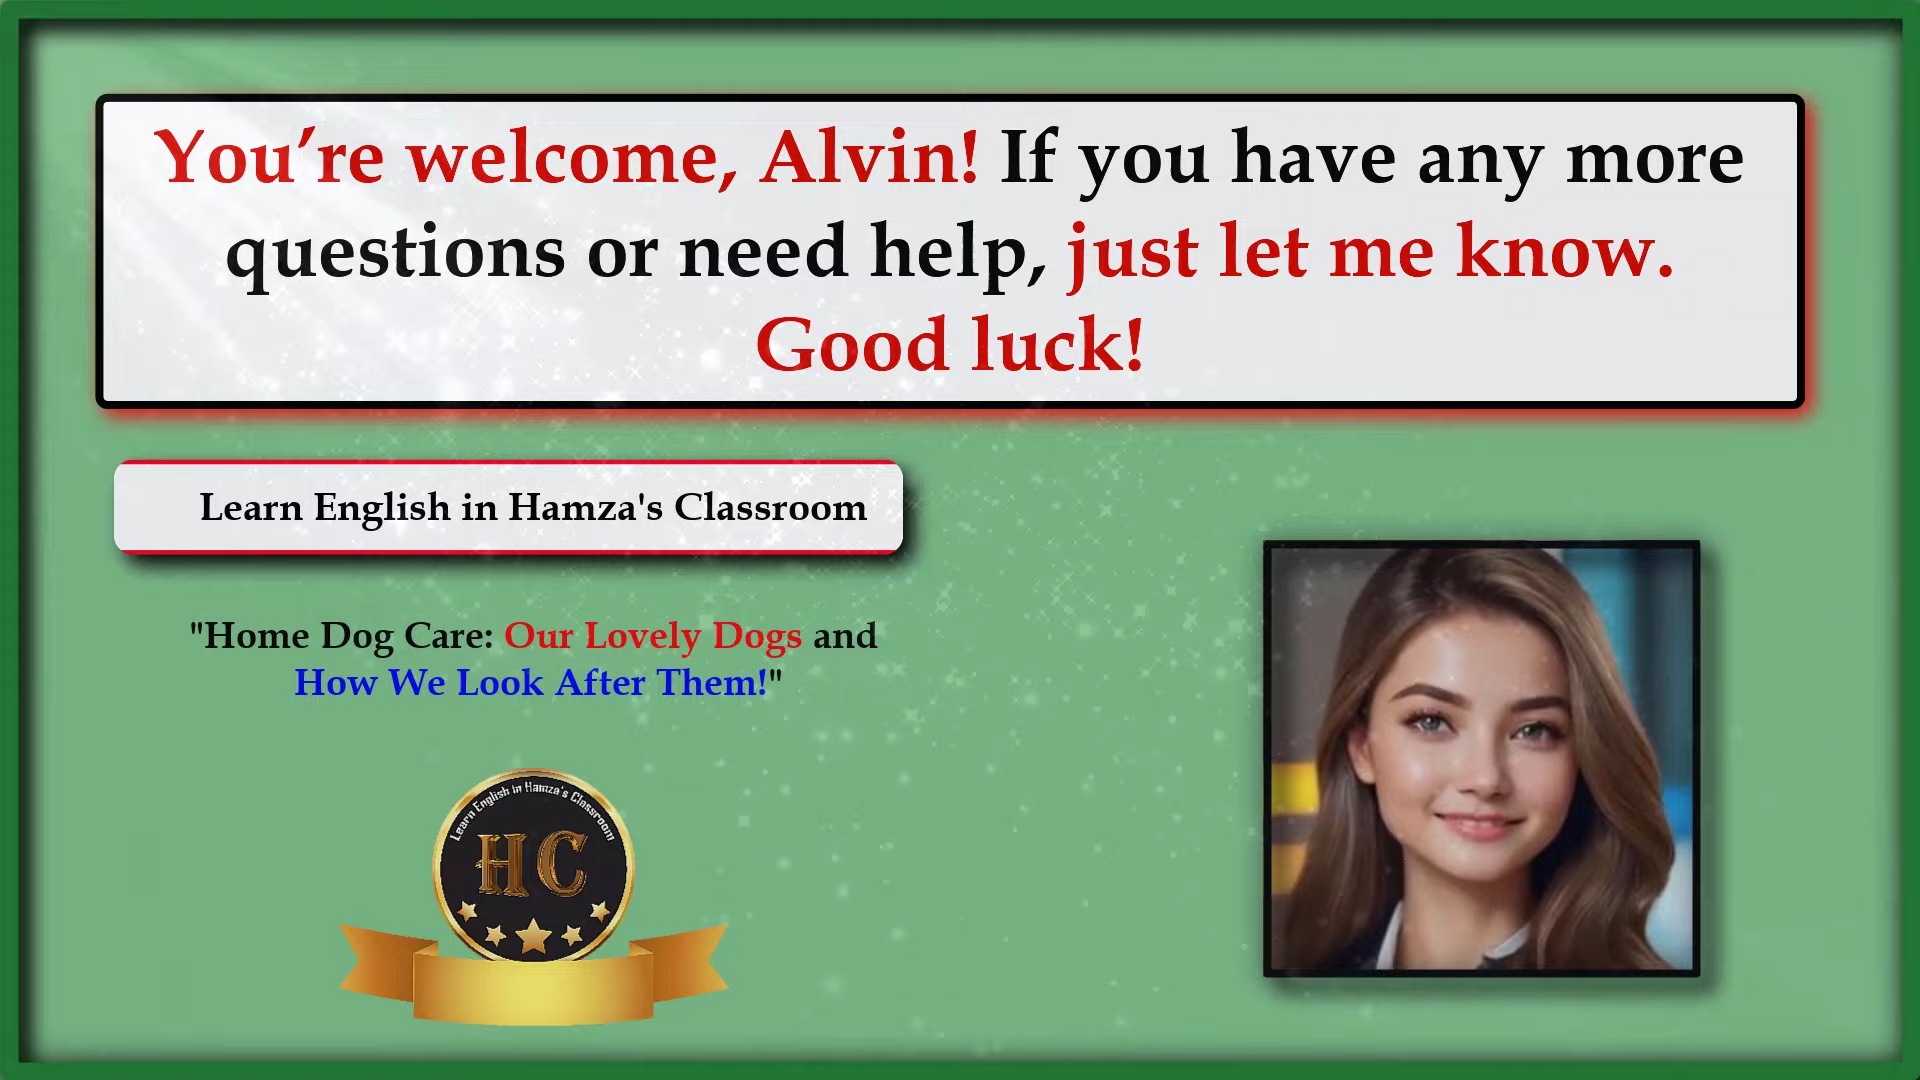 You’re welcome, Alvin! If you have any more
questions or need help, just let me know.
Good luck!
Learn English in Hamza's Classroom
"Home Dog Care: Our Lovely Dogs and
How We Look After Them!"
Learn English in Hamza's Classroom
HC